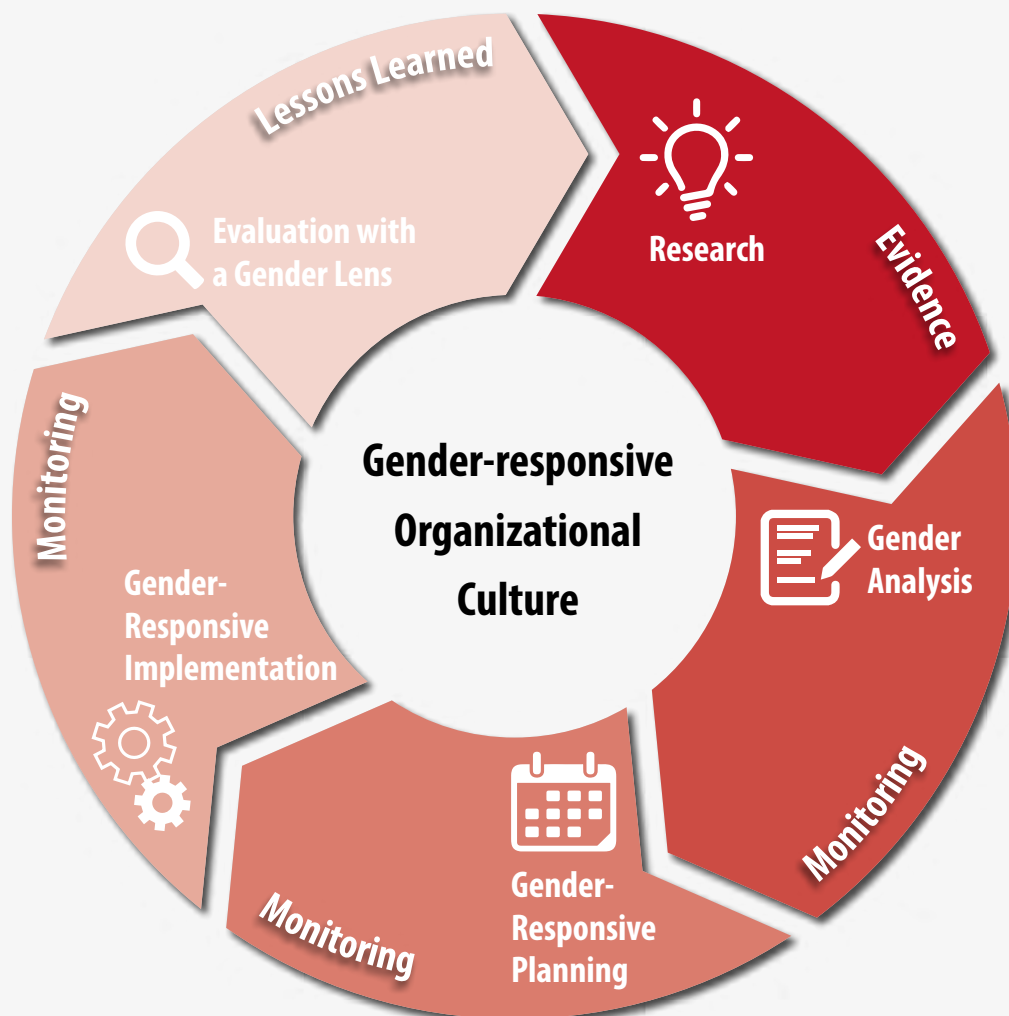 Lessons Learned
Evaluation with
a Gender Lens
Research
Evidence
Gender-responsive
Organizational
Culture
Gender
Analysis
Monitoring
Gender-
Responsive
Planning
Monitoring
Gender-
Responsive
Implementation
Monitoring